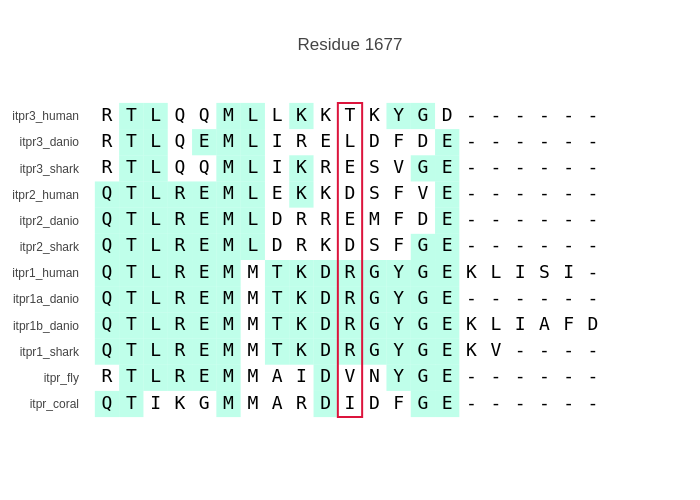 Residue 1677
itpr3_human R T L Q Q M L L K K T K Y G D - - - - - -
itpr3_danio R T L Q E M L I R E L D F D E - - - - - -
itpr3_shark R T L Q Q M L I K R E S V G E - - - - - -
itpr2_human Q T L R E M L E K K D S F V E - - - - - -
itpr2_danio Q T L R E M L D R R E M F D E - - - - - -
itpr2_shark Q T L R E M L D R K D S F G E - - - - - -
itpr1_human Q T L R E M M T K D R G Y G E K L I S I -
itpr1a_danio Q T L R E M M T K D R G Y G E - - - - - -
itpr1b_danio Q T L R E M M T K D R G Y G E K L I A F D
itpr1_shark Q T L R E M M T K D R G Y G E K V - - - -
itpr_fly R T L R E M M A I D V N Y G E - - - - - -
itpr_coral Q T I K G M M A R D I D F G E - - - - - -